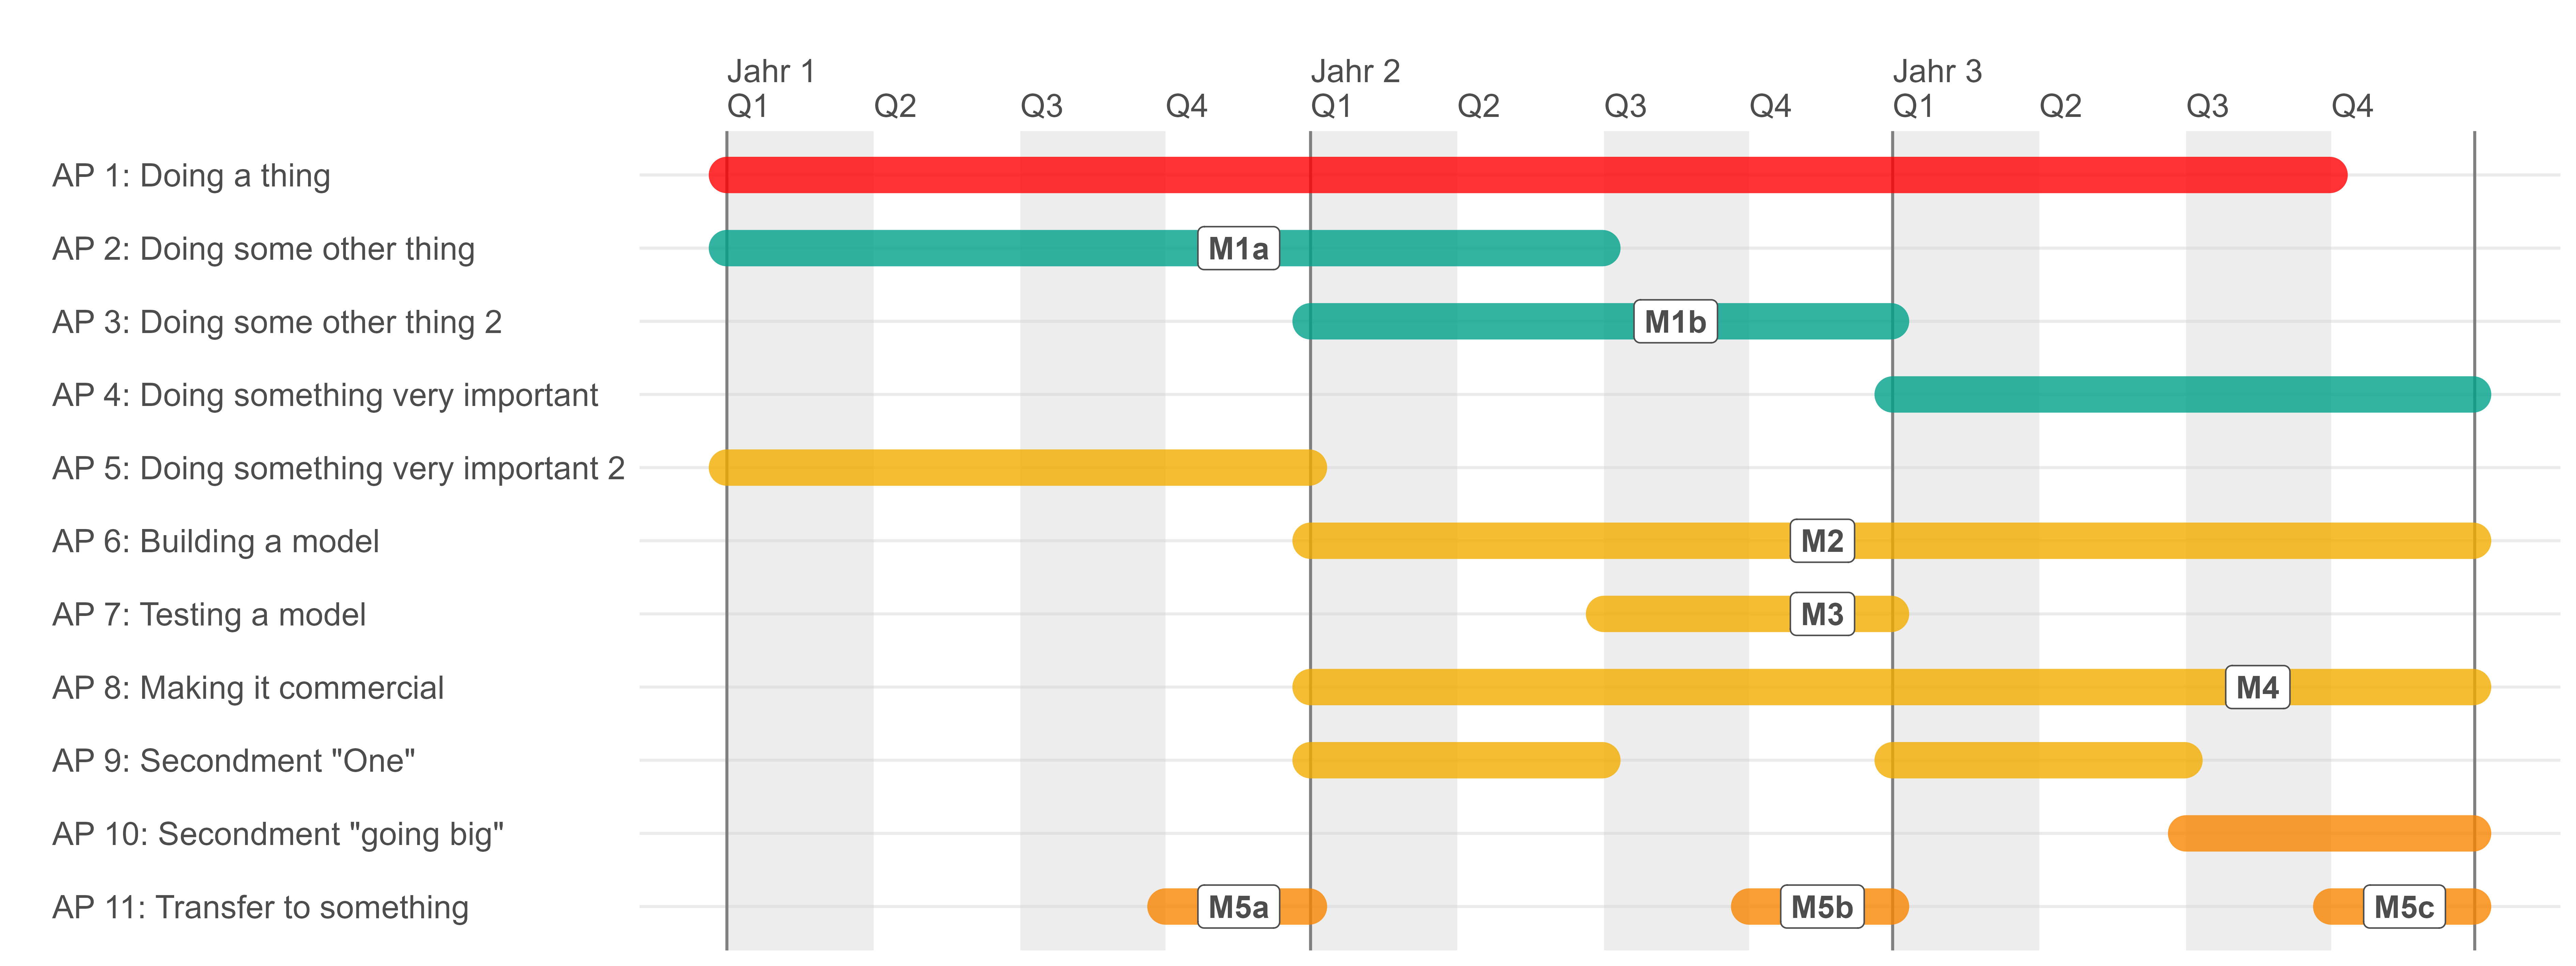 Jahr 1 Jahr 2 Jahr 3
Q1 Q2 Q3 Q4 Q1 Q2 Q3 Q4 Q1 Q2 Q3 Q4
AP 1: Doing a thing
AP 2: Doing some other thing M1a
AP 3: Doing some other thing 2 M1b
AP 4: Doing something very important
AP 5: Doing something very important 2
AP 6: Building a model M2
AP 7: Testing a model M3
AP 8: Making it commercial M4
AP 9: Secondment "One"
AP 10: Secondment "going big"
AP 11: Transfer to something M5a M5b M5c